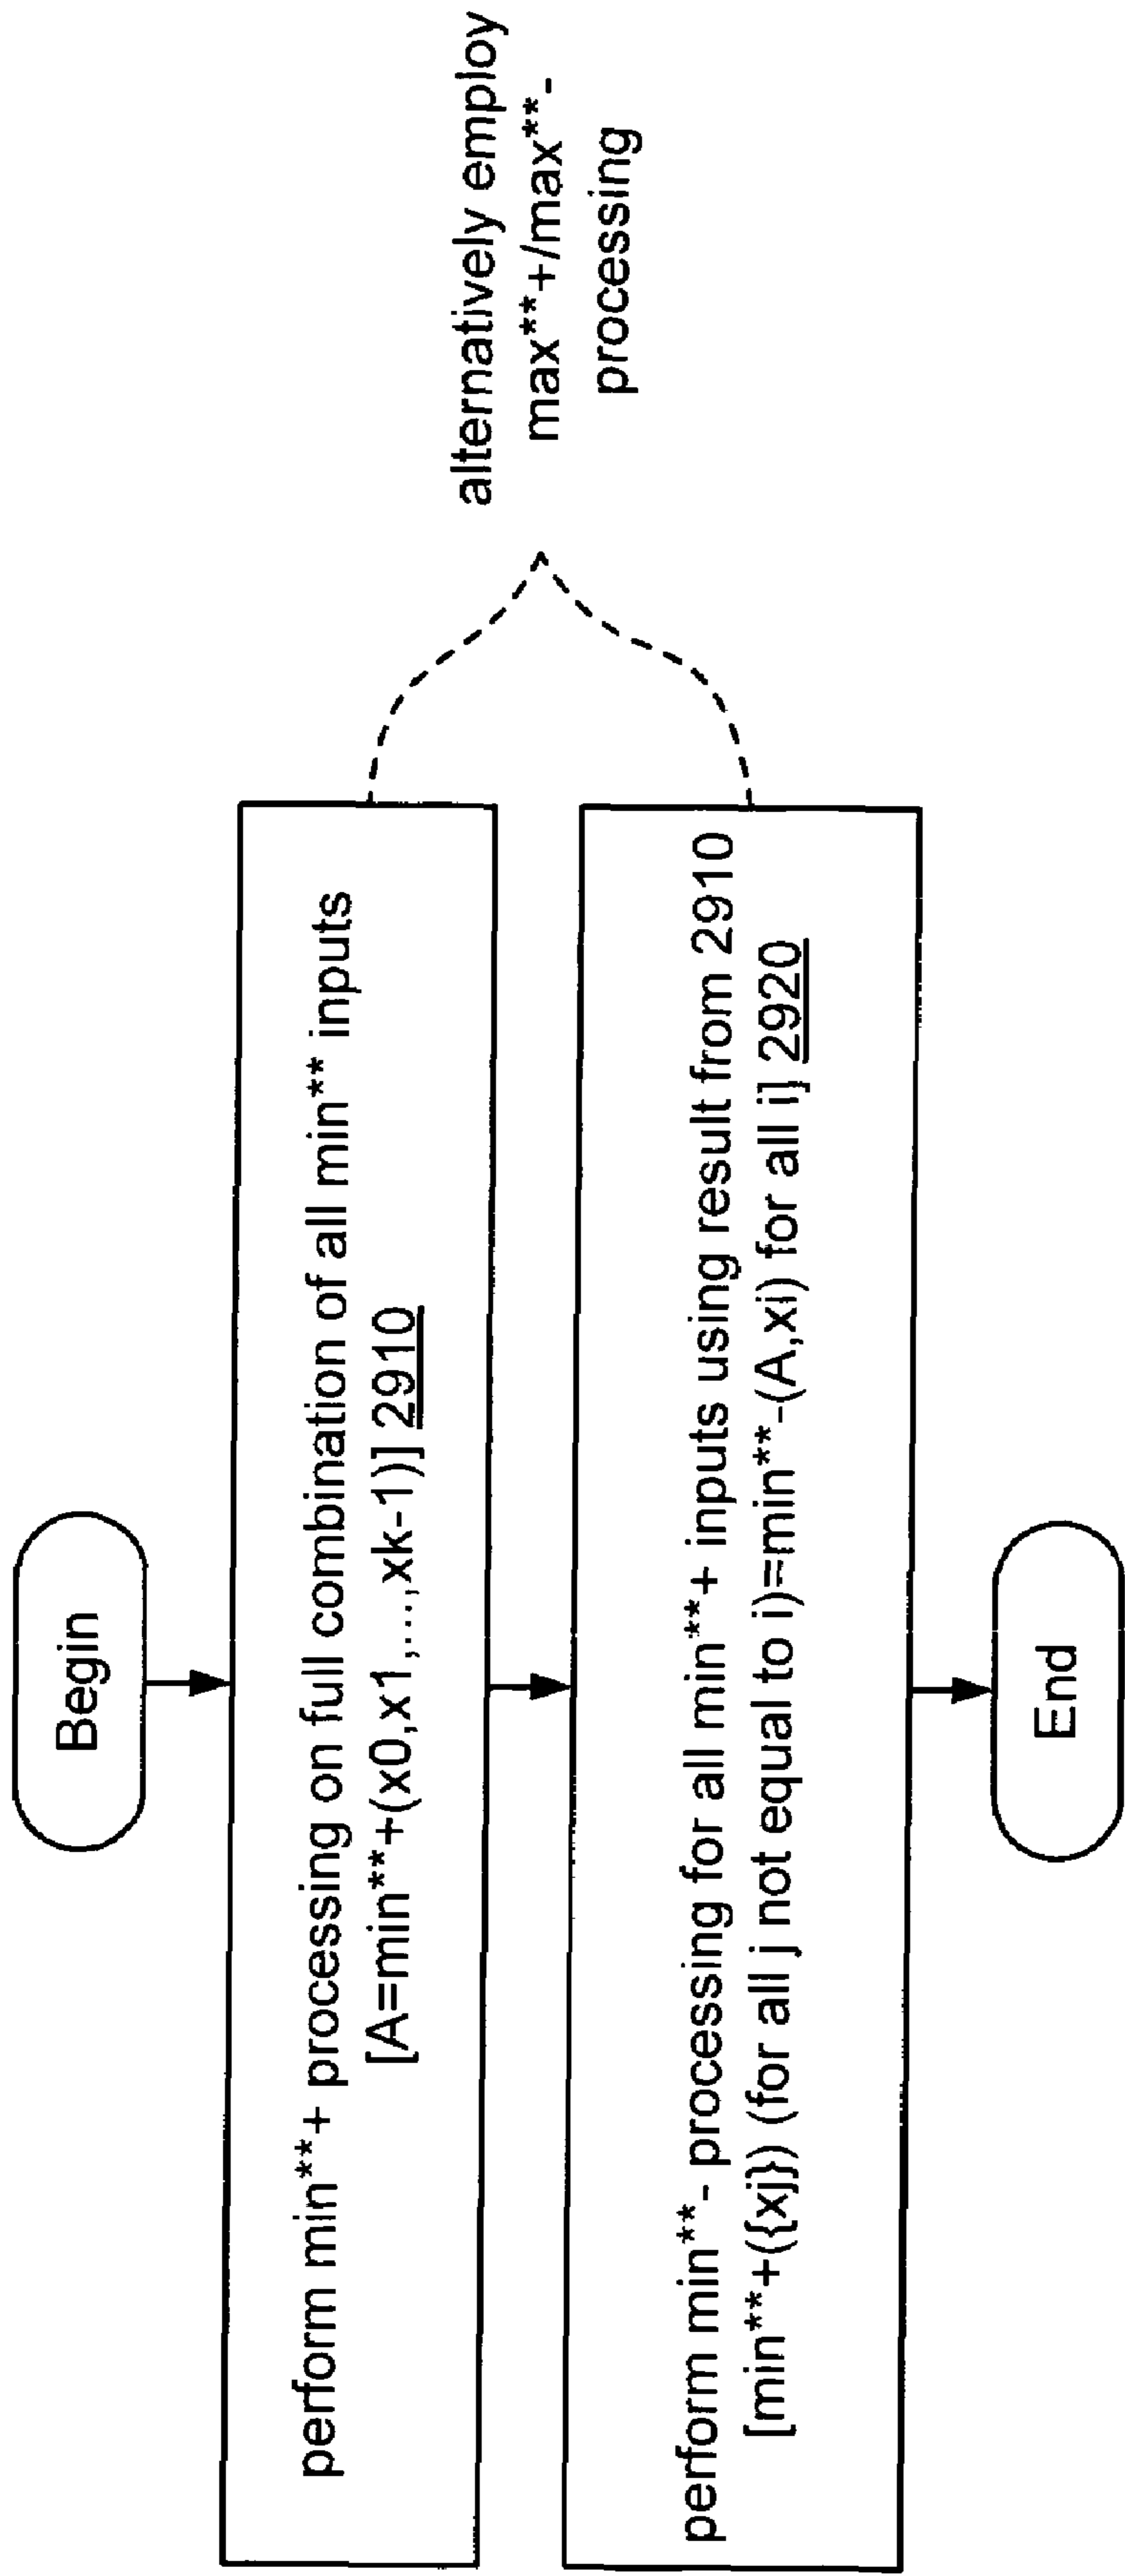 Begin
perform min**+ processing on full combination of all min** inputs
[A=min**+(x0,x1,...,xk-1)] 2910
perform min**- processing for all min**+ inputs using result from 2910
[min**+({xj}) (for all j not equal to i)=min**-(A,xi) for all i] 2920
End
alternatively employ
max**+/max**-
processing